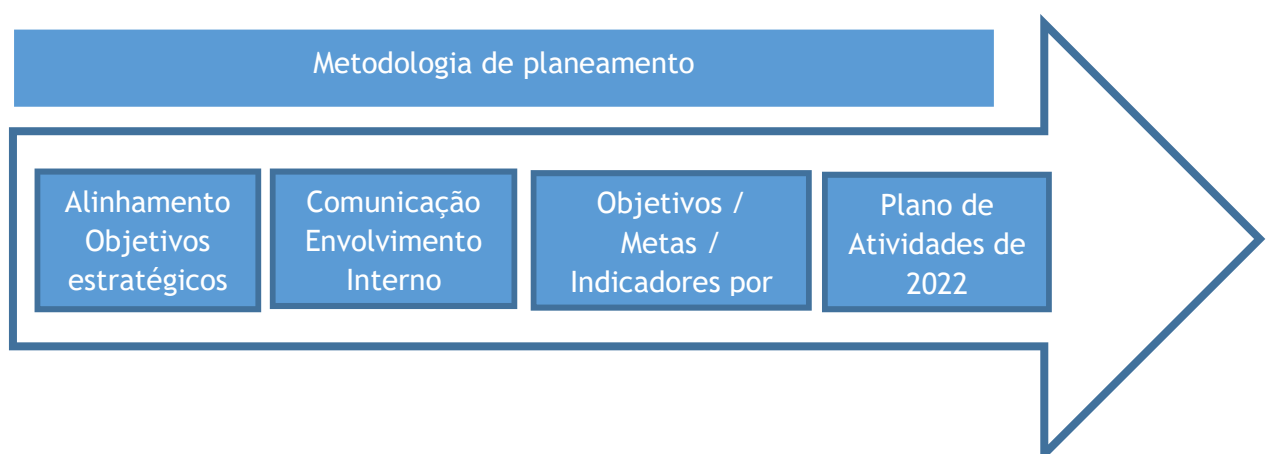 Metodologia de planeamento
Alinhamento
Objetivos
estratégicos
Comunicação
Envolvimento
Interno
Objetivos /
Metas /
Indicadores por
Plano de
Atividades de
2022